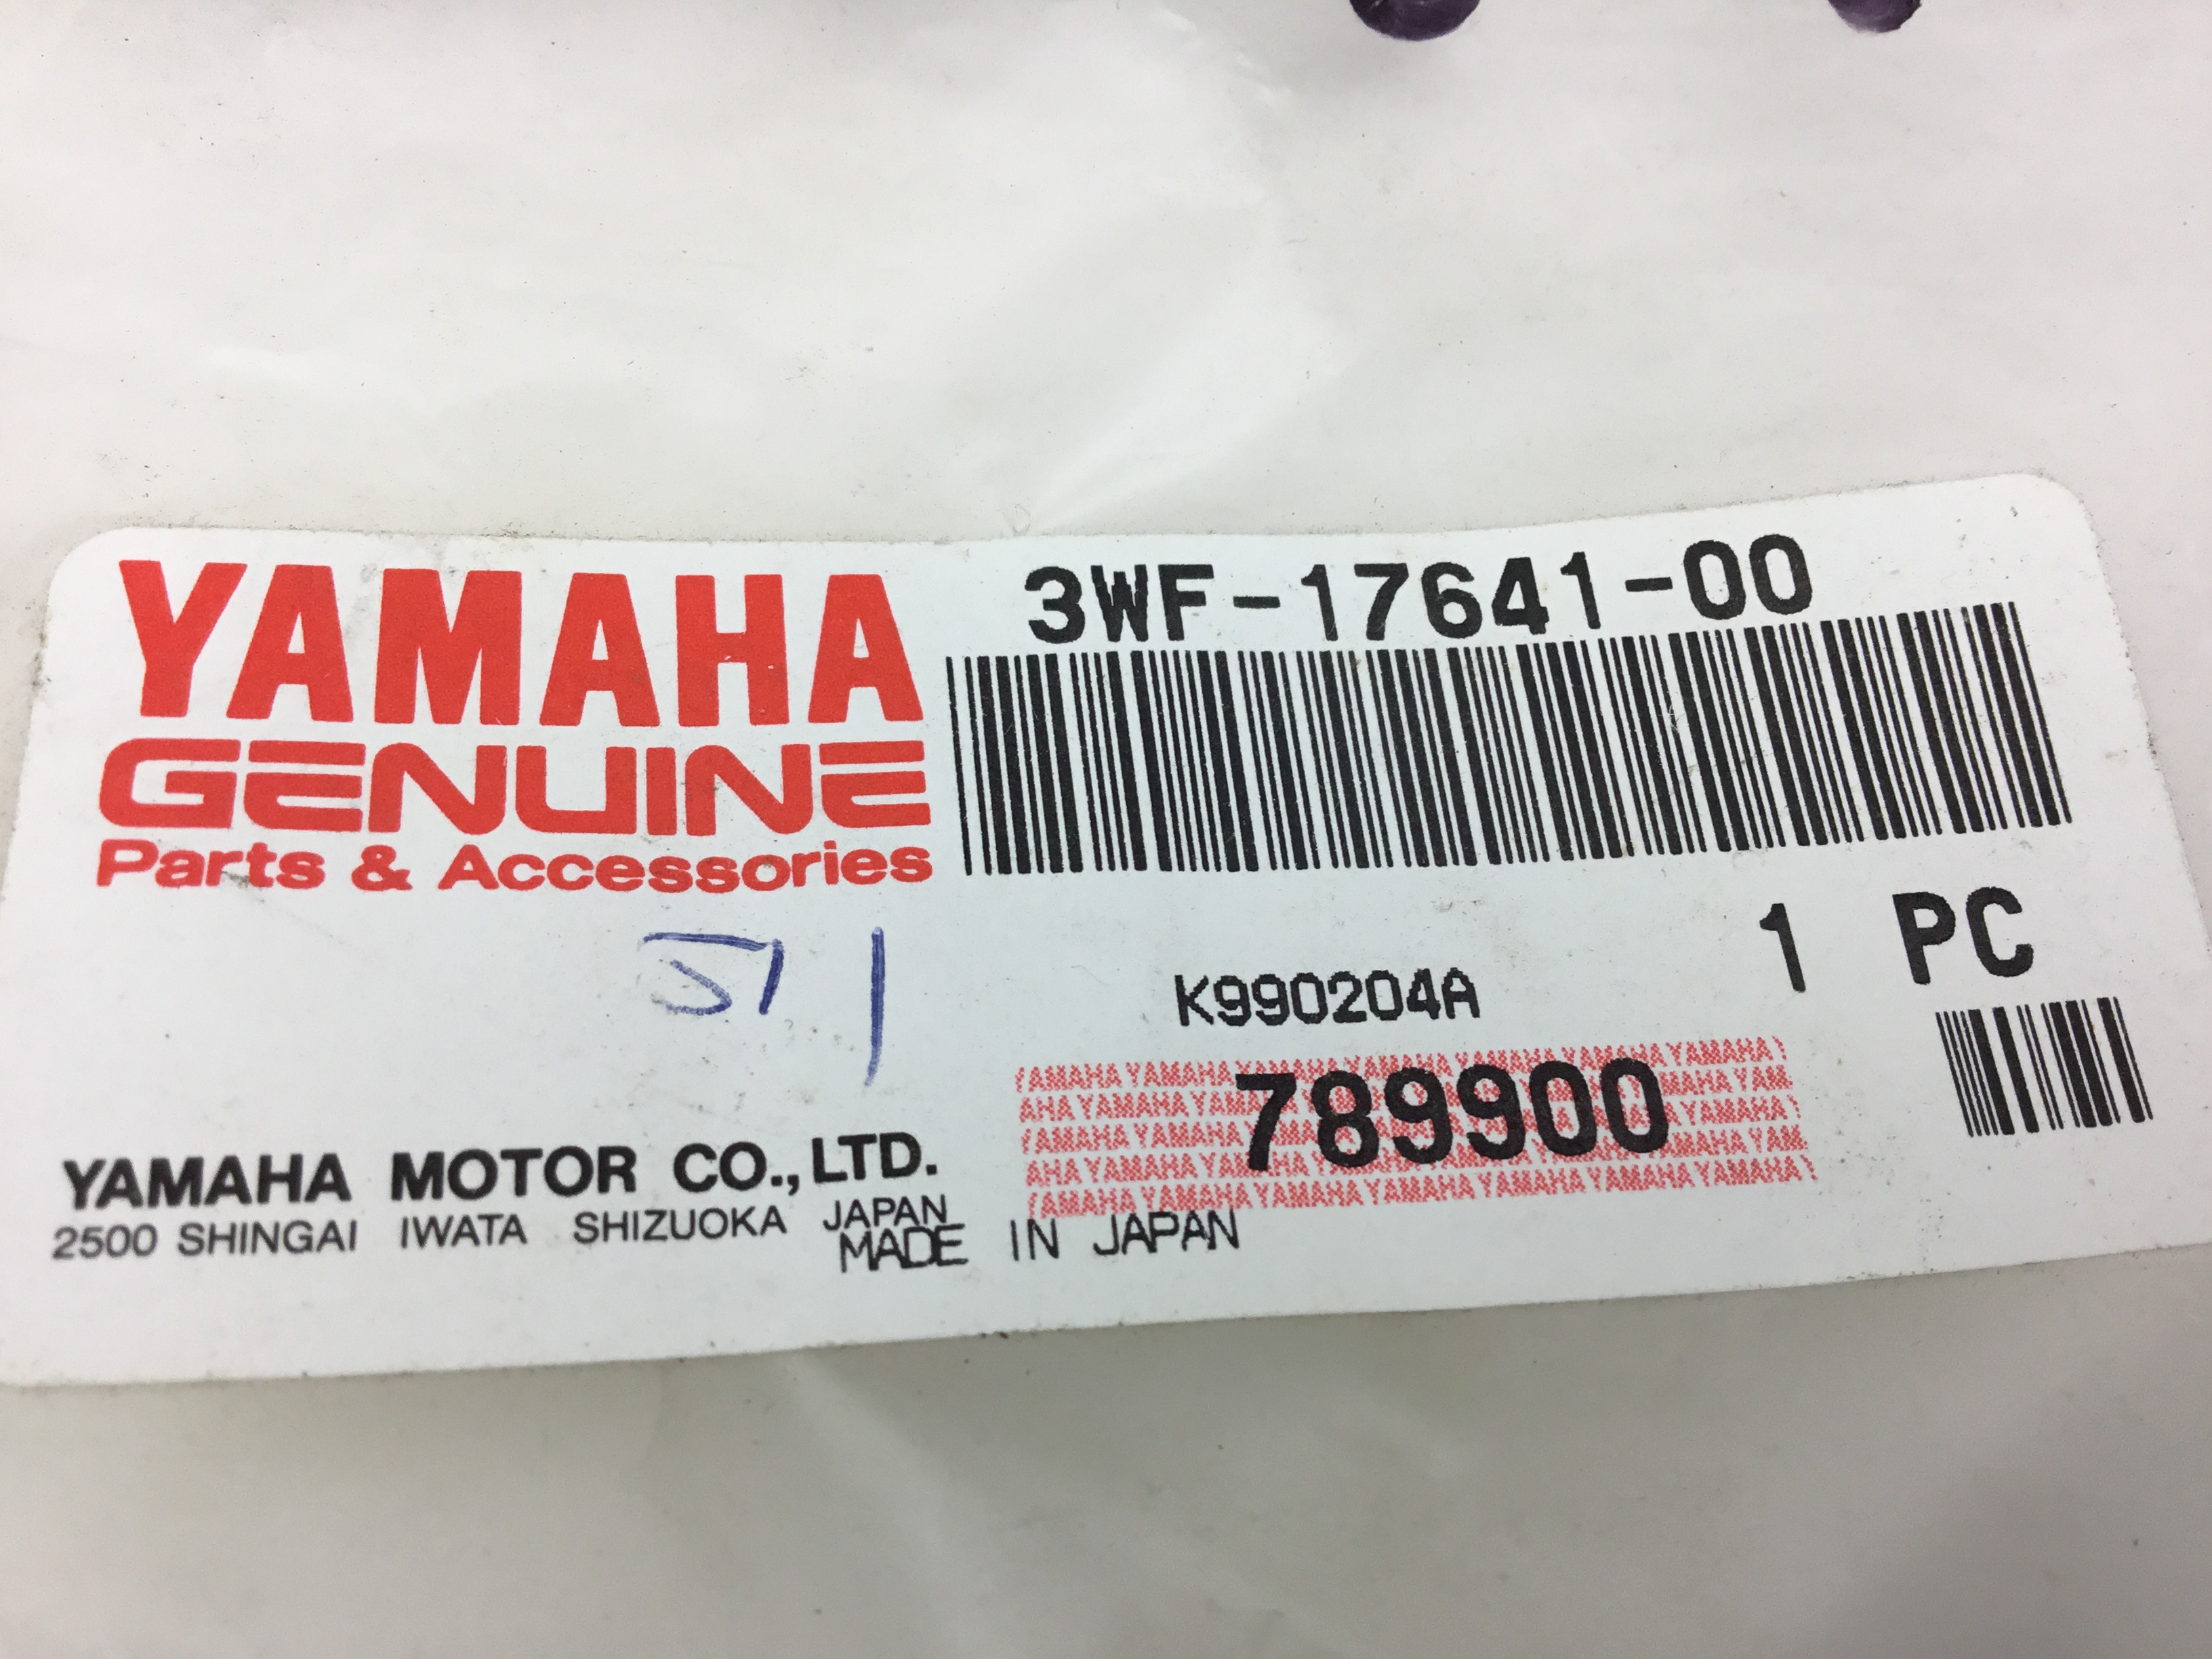 YAMAHA
GENUINE
Parts & Accessories
3WF-17641-00
1 PC
K990204A
789900
YAMAHA MOTOR CO., LTD.
2500 SHINGAI IWATA SHIZUOKA JAPAN
MADE IN JAPAN